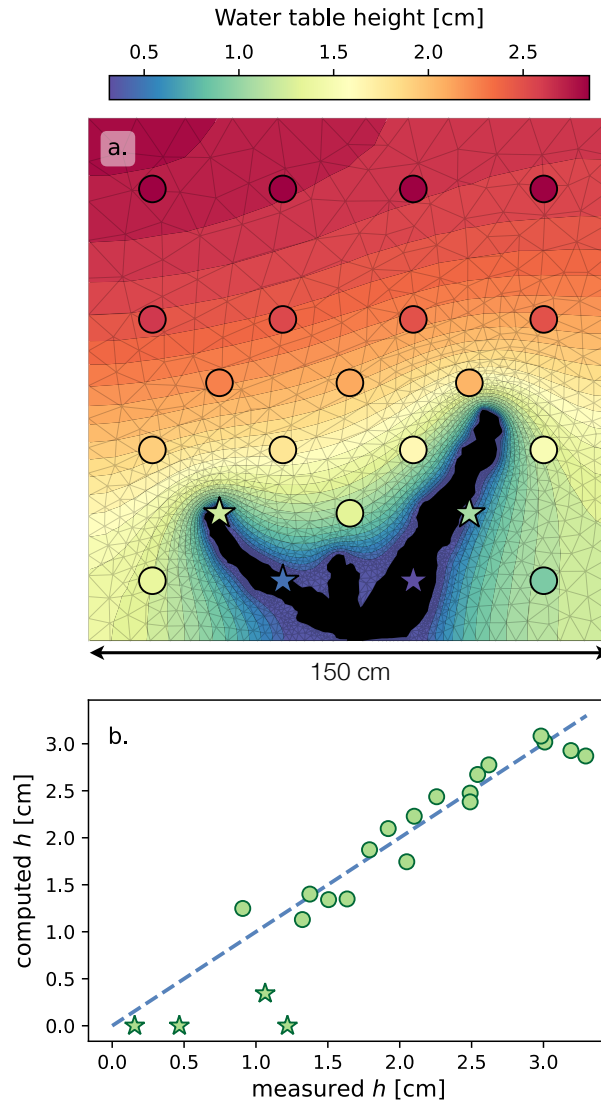 Water table height [cm]
0.5 1.0 1.5 2.0 2.5
a.
150 cm
b.
computed h [cm]
3.0
2.5
2.0
1.5
1.0
0.5
0.0
0.0 0.5 1.0 1.5 2.0 2.5 3.0
measured h [cm]